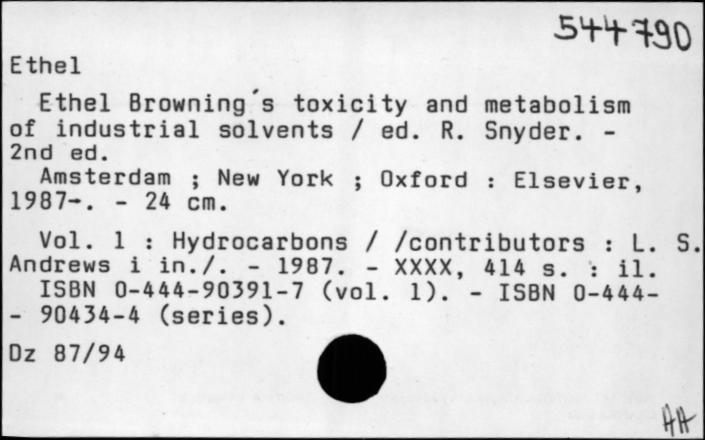 544790
Ethel
Ethel Browning´s toxicity and metabolism
of industrial solvents / ed. R. Snyder. -
2nd ed.
Amsterdam ; New York ; Oxford : Elsevier,
1987-. - 24 cm.
Vol. 1 : Hydrocarbons / /contributors : L. S.
Andrews i in./. - 1987. - XXXX, 414 s. : il.
ISBN 0-444-90391-7 (vol. 1). - ISBN 0-444-
- 90434-4 (series).
Dz 87/94
AA